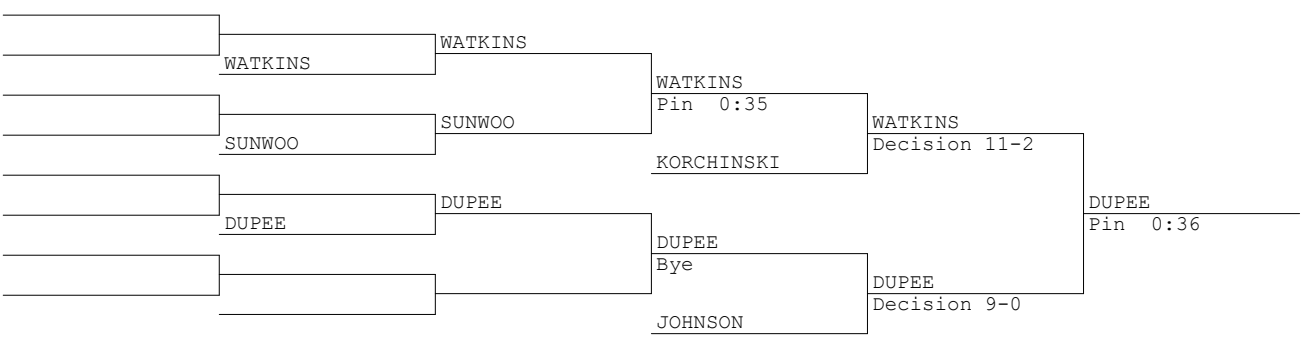 WATKINS
WATKINS
WATKINS
Pin 0:35
SUNWOO
WATKINS
Decision 11-2
SUNWOO
KORCHINSKI
DUPEE
DUPEE
Pin 0:36
DUPEE
DUPEE
Bye
DUPEE
Decision 9-0
JOHNSON